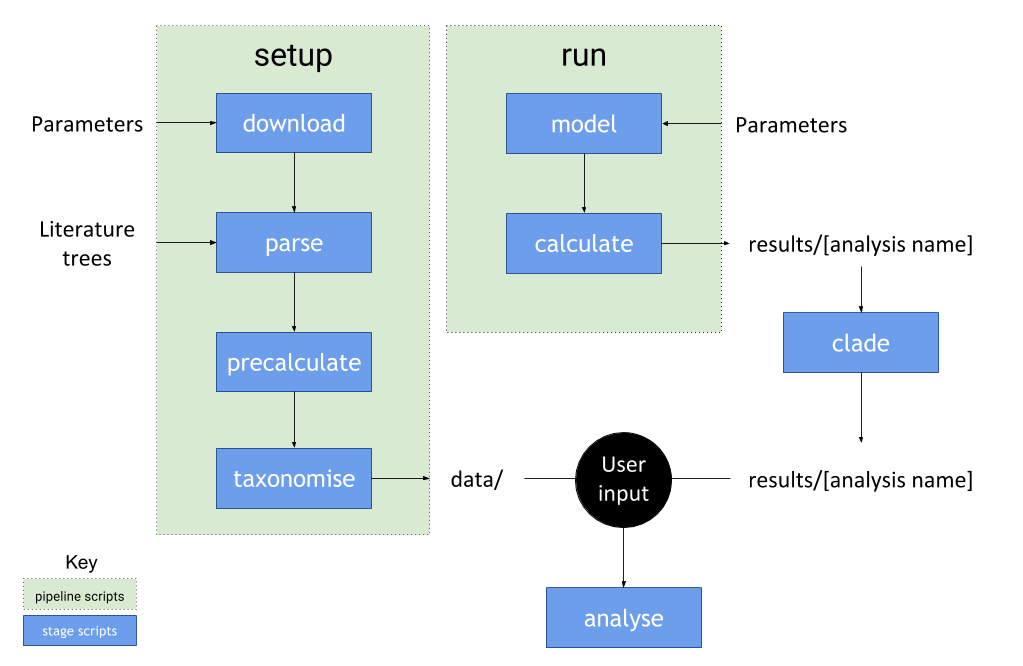 setup
run
Parameters
download
model
Parameters
Literature
trees
parse
calculate
results/[analysis name]
precalculate
clade
taxonomise
data/
User
input
results/[analysis name]
Key
pipeline scripts
stage scripts
analyse